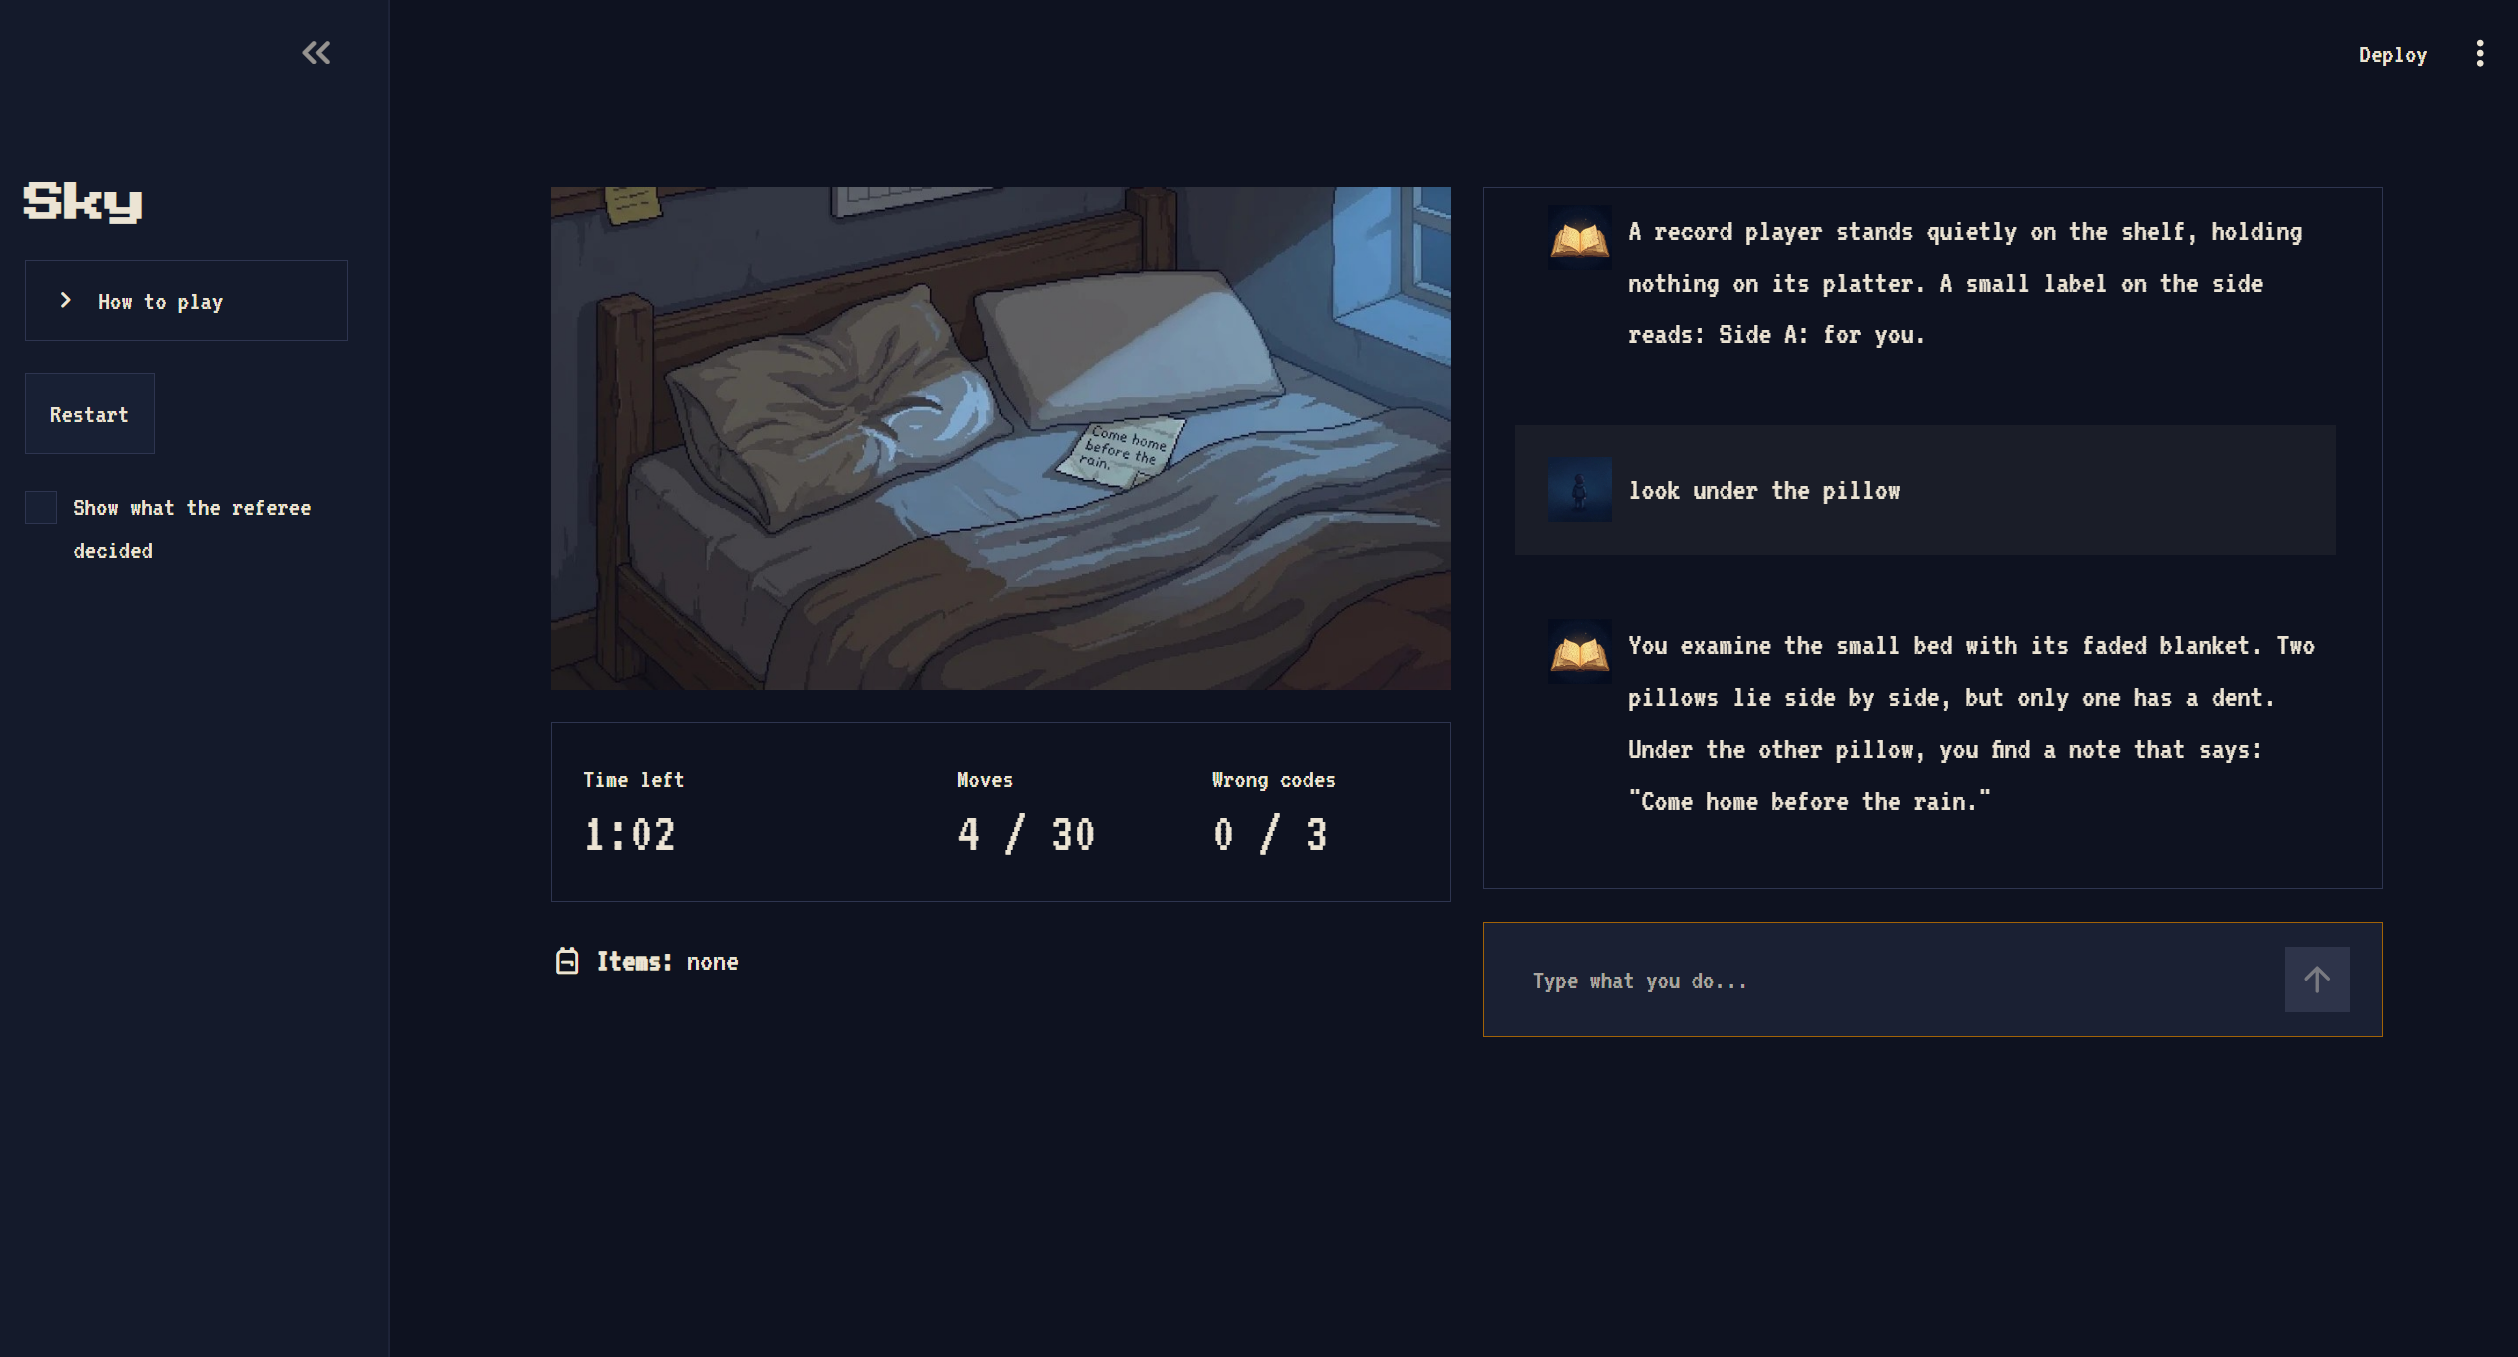 Deploy
Sky
How to play
Restart
Show what the referee
decided
Come home
before the
rain.
Time left
1:02
Moves
4 / 30
Wrong codes
0 / 3
Items: none
A record player stands quietly on the shelf, holding
nothing on its platter. A small label on the side
reads: Side A: for you.
look under the pillow
You examine the small bed with its faded blanket. Two
pillows lie side by side, but only one has a dent.
Under the other pillow, you find a note that says:
"Come home before the rain."
Type what you do...